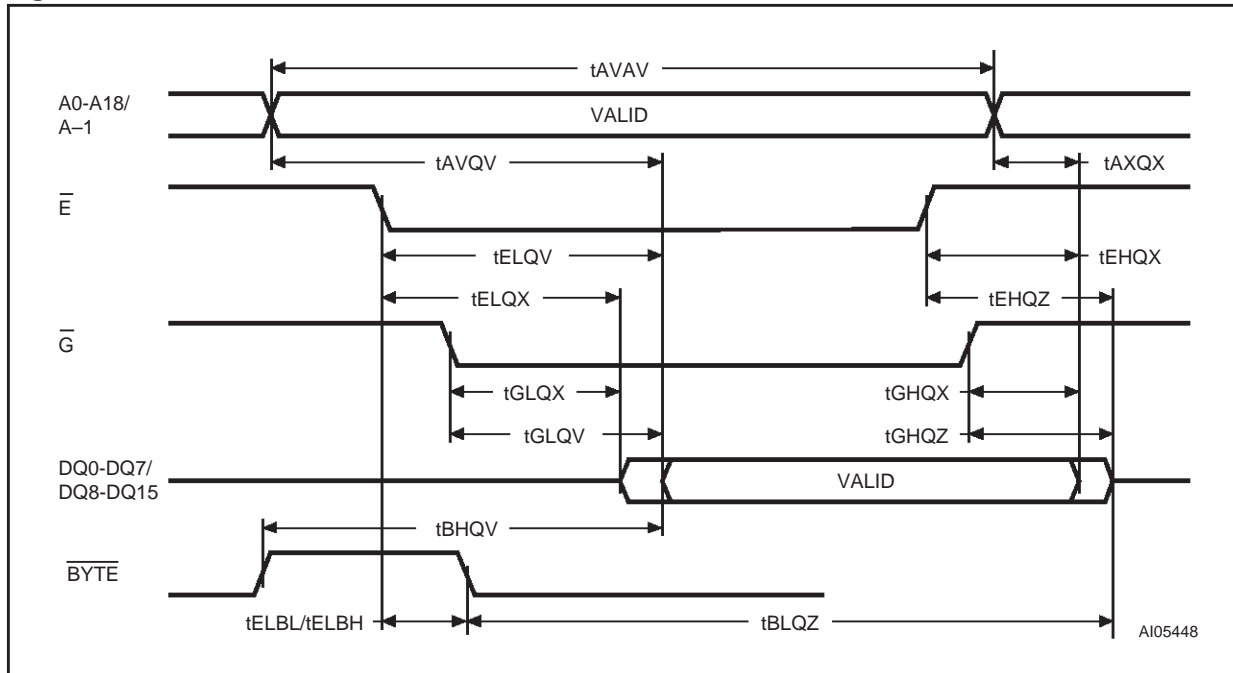 tAVAV
A0-A18/
A–1
VALID
tAVQV
tAXQX
E
tELQV
tEHQX
tELQX
tEHQZ
G
tGLQX
tGHQX
tGLQV
tGHQZ
DQ0-DQ7/
DQ8-DQ15
VALID
tBHQV
BYTE
tELBL/tELBH
tBLQZ
AI05448